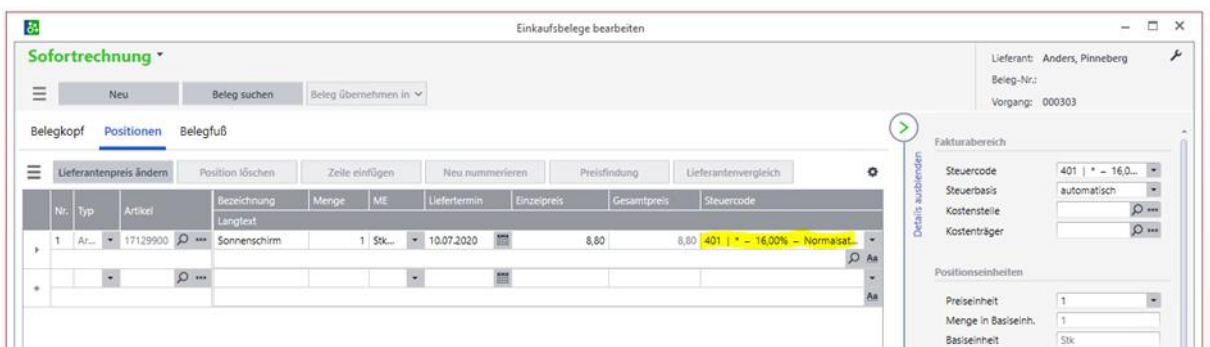 Einkaufsbelege bearbeiten
Sofortrechnung
Lieferant: Anders, Pinneberg
Beleg-Nr.:
Vorgang: 000303
Neu Beleg suchen Beleg übernehmen in
Belegkopf Positionen Belegfuß
Lieferantenpreis ändern Position löschen Zeile einfügen Neu nummerieren Preisfindung Lieferantenvergleich
Nr. Typ Artikel Bezeichnung Menge ME Liefertermin Einzelpreis Gesamtpreis Steuercode
Langtext
1 Ar... 17129900 Sonnenschirm 1 Stk... 10.07.2020 8,80 8,80 401 | * – 16,00% – Normalsat...
Aa
Aa
Details ausblenden
Fakturabereich
Steuercode 401 | * – 16,0...
Steuerbasis automatisch
Kostenstelle
Kostenträger
Positionseinheiten
Preiseinheit 1
Menge in Basiseinh. 1
Basiseinheit Stk